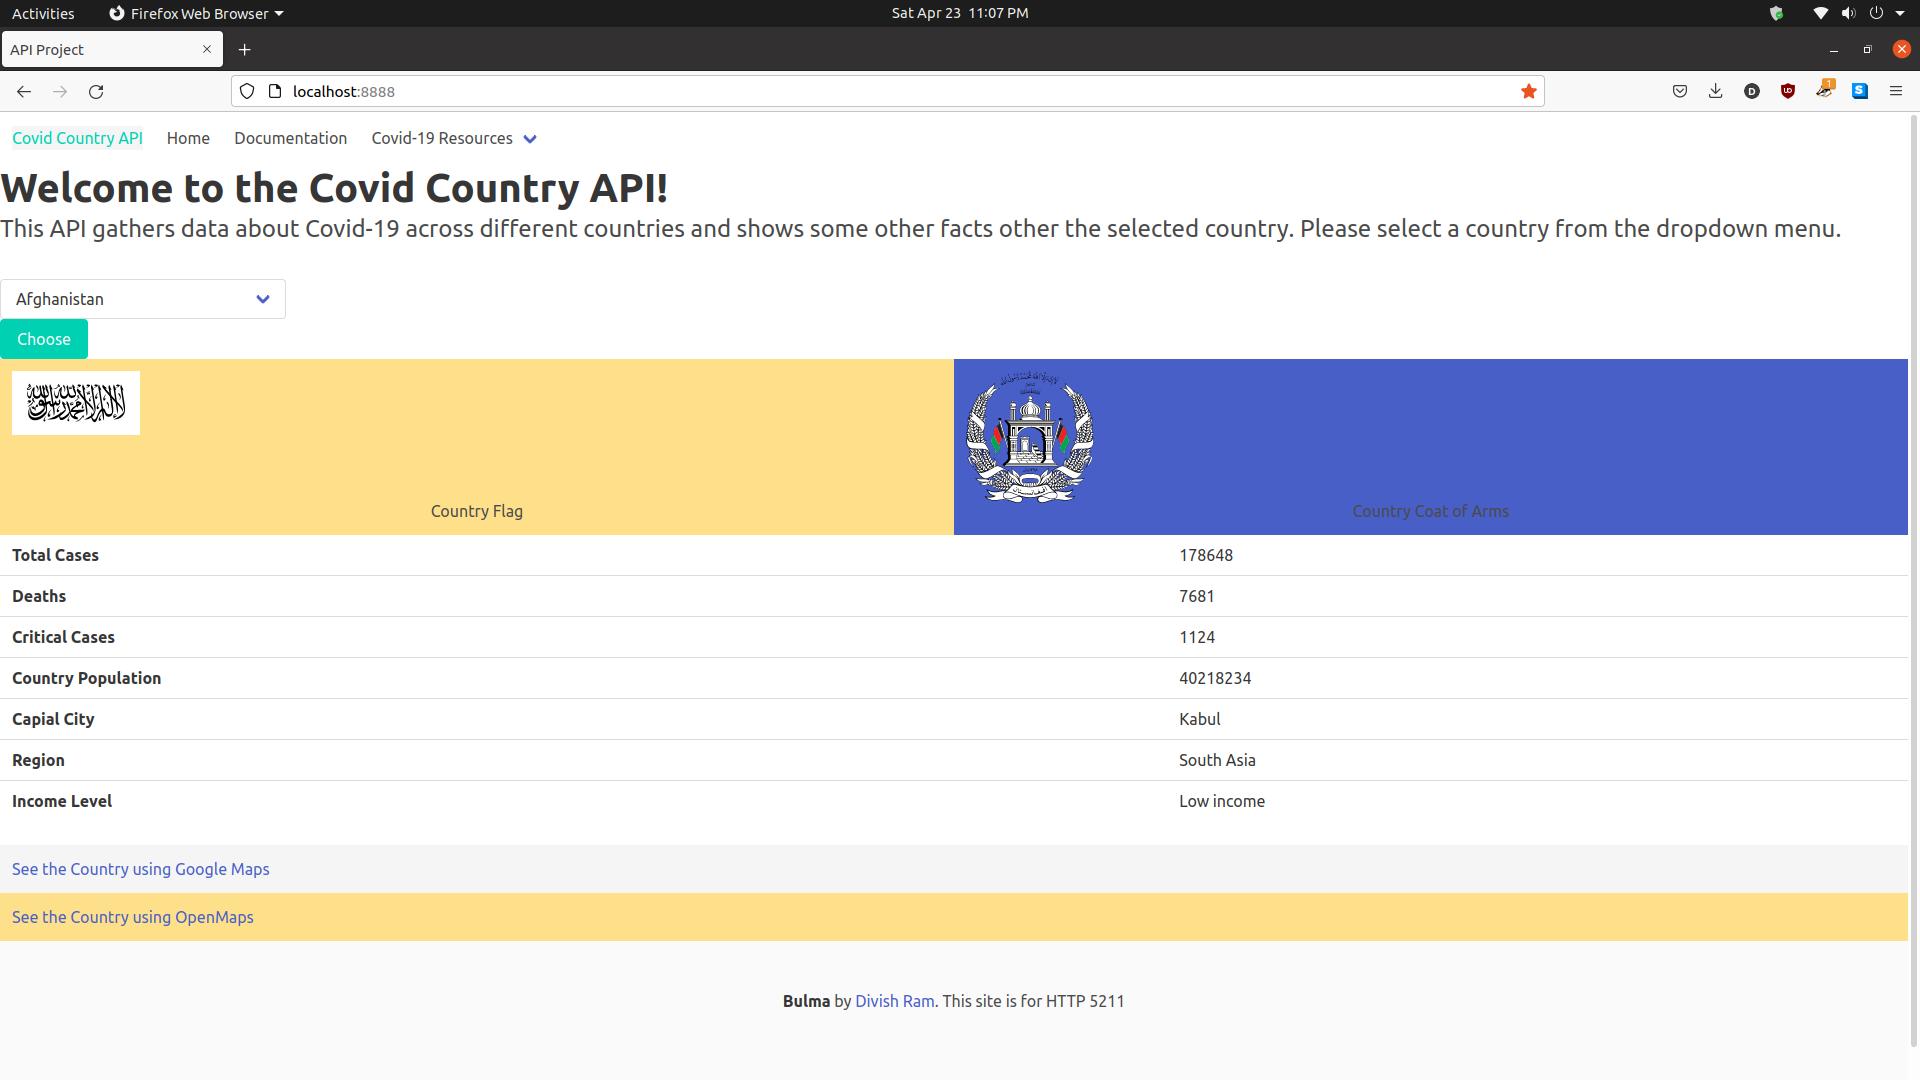 Activities
Firefox Web Browser
Sat Apr 23 11:07 PM
API Project
localhost:8888
D
1
S
Covid Country API
Home
Documentation
Covid-19 Resources
Welcome to the Covid Country API!
This API gathers data about Covid-19 across different countries and shows some other facts other the selected country. Please select a country from the dropdown menu.
Afghanistan
Choose
Country Flag
Country Coat of Arms
Total Cases 178648
Deaths 7681
Critical Cases 1124
Country Population 40218234
Capial City Kabul
Region South Asia
Income Level Low income
See the Country using Google Maps
See the Country using OpenMaps
Bulma by Divish Ram. This site is for HTTP 5211